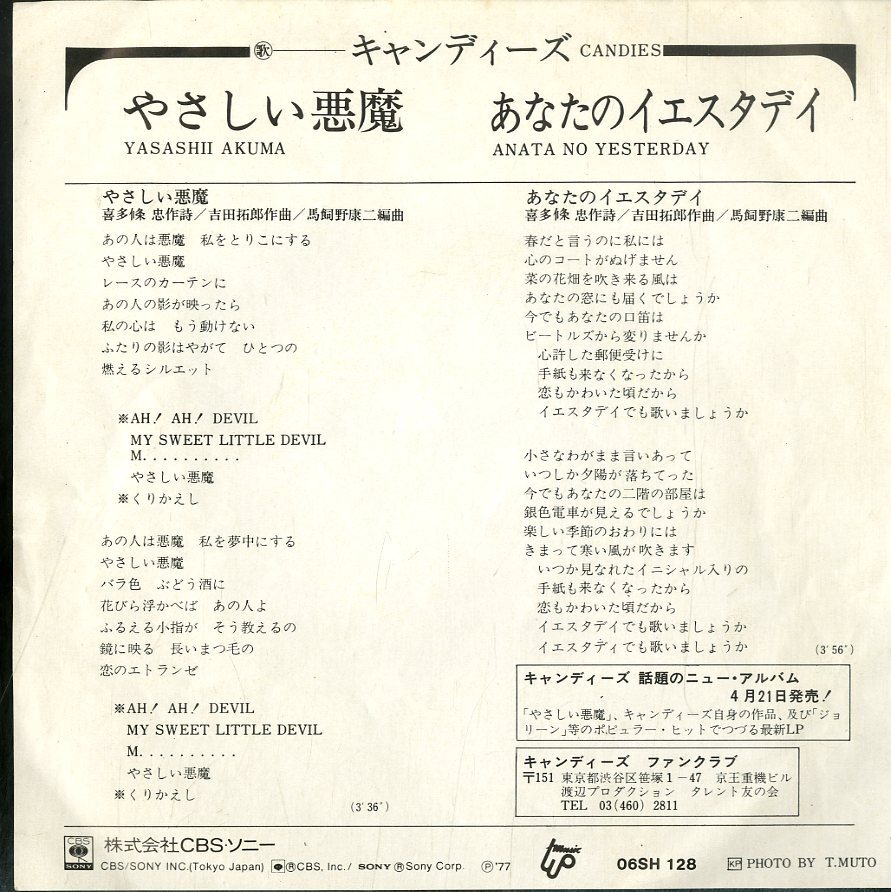 歌 キャンディーズ CANDIES
やさしい悪魔 あなたのイエスタデイ
YASASHII AKUMA ANATA NO YESTERDAY
やさしい悪魔
喜多條 忠作詩/吉田拓郎作曲/馬飼野康二編曲
あの人は悪魔 私をとりこにする
やさしい悪魔
レースのカーテンに
あの人の影が映ったら
私の心は もう動けない
ふたりの影はやがて ひとつの
燃えるシルエット
※AH! AH! DEVIL
MY SWEET LITTLE DEVIL
M..........
やさしい悪魔
※くりかえし
あの人は悪魔 私を夢中にする
やさしい悪魔
バラ色 ぶどう酒に
花びら浮かべば あの人よ
ふるえる小指が そう教えるの
鏡に映る 長いまつ毛の
恋のエトランゼ
※AH! AH! DEVIL
MY SWEET LITTLE DEVIL
M..........
やさしい悪魔
※くりかえし
(3′36″)
あなたのイエスタデイ
喜多條 忠作詩/吉田拓郎作曲/馬飼野康二編曲
春だと言うのに私には
心のコートがぬげません
菜の花畑を吹き来る風は
あなたの窓にも届くでしょうか
今でもあなたの口笛は
ビートルズから変りませんか
心許した郵便受けに
手紙も来なくなったから
恋もかわいた頃だから
イエスタデイでも歌いましょうか
小さなわがまま言いあって
いつしか夕陽が落ちてった
今でもあなたの二階の部屋は
銀色電車が見えるでしょうか
楽しい季節のおわりには
きまって寒い風が吹きます
いつか見なれたイニシャル入りの
手紙も来なくなったから
恋もかわいた頃だから
イエスタデイでも歌いましょうか
イエスタディでも歌いましょうか
(3′56″)
キャンディーズ 話題のニュー・アルバム
4月21日発売!
「やさしい悪魔」、キャンディーズ自身の作品、及び「ジョ
リーン」等のポピュラー・ヒットでつづる最新LP
キャンディーズ ファンクラブ
〒151 東京都渋谷区笹塚1-47 京王重機ビル
渡辺プロダクション タレント友の会
TEL 03(460)2811
CBS SONY 株式会社CBS・ソニー
CBS/SONY INC.(Tokyo Japan) ®CBS, Inc./ SONY ®Sony Corp. ℗'77
music 06SH 128 KP PHOTO BY T.MUTO